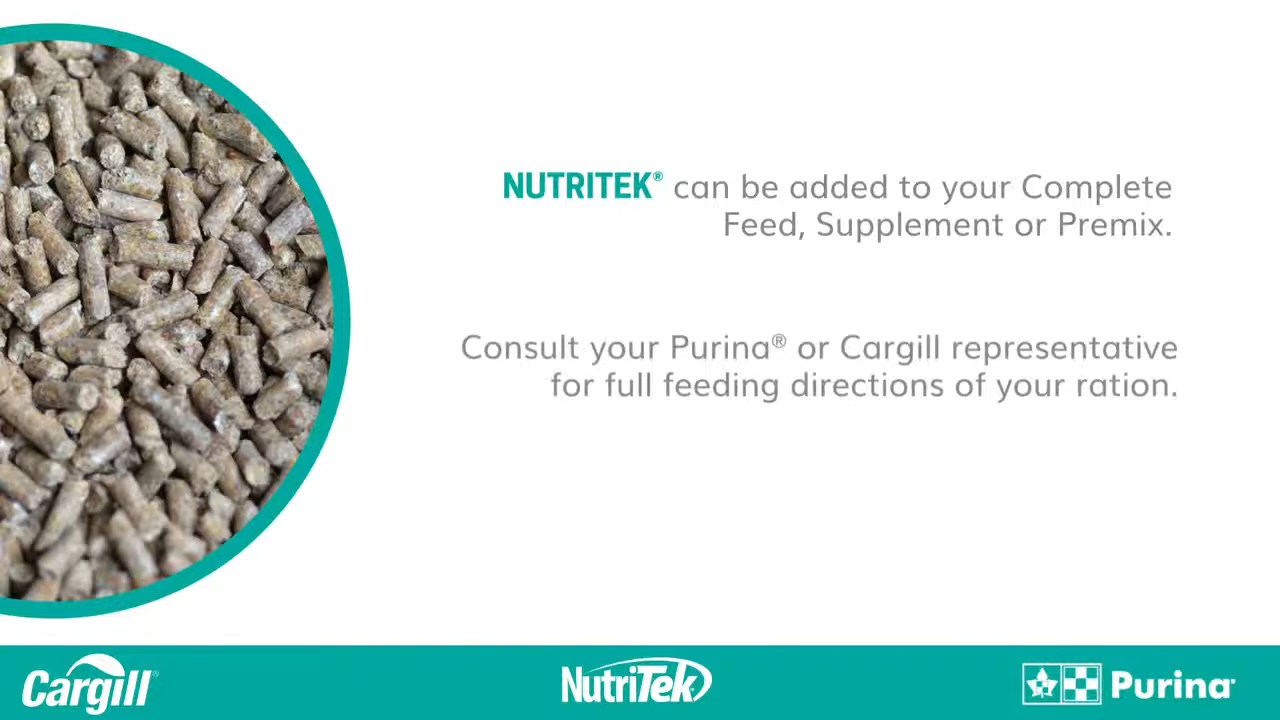 NUTRITEK® can be added to your Complete
Feed, Supplement or Premix.
Consult your Purina® or Cargill representative
for full feeding directions of your ration.
Cargill®
NutriTek®
Purina®